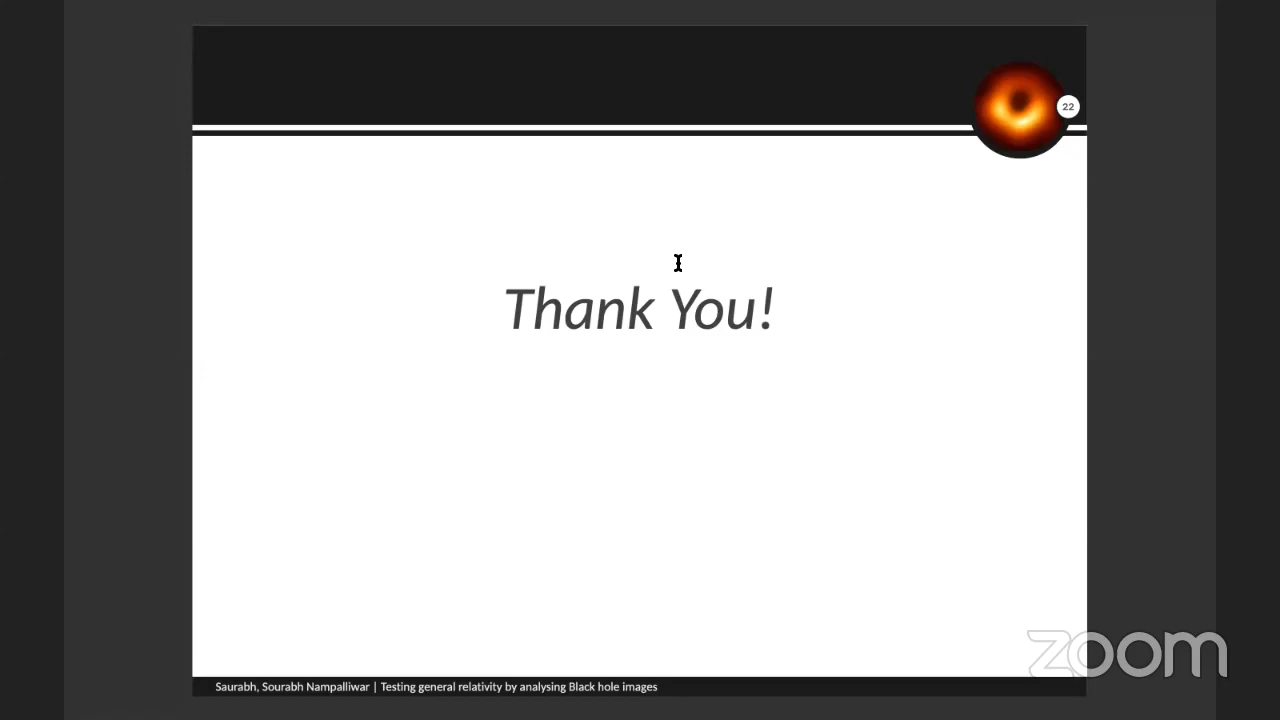 22
Thank You!
zoom
Saurabh, Sourabh Nampalliwar | Testing general relativity by analysing Black hole images